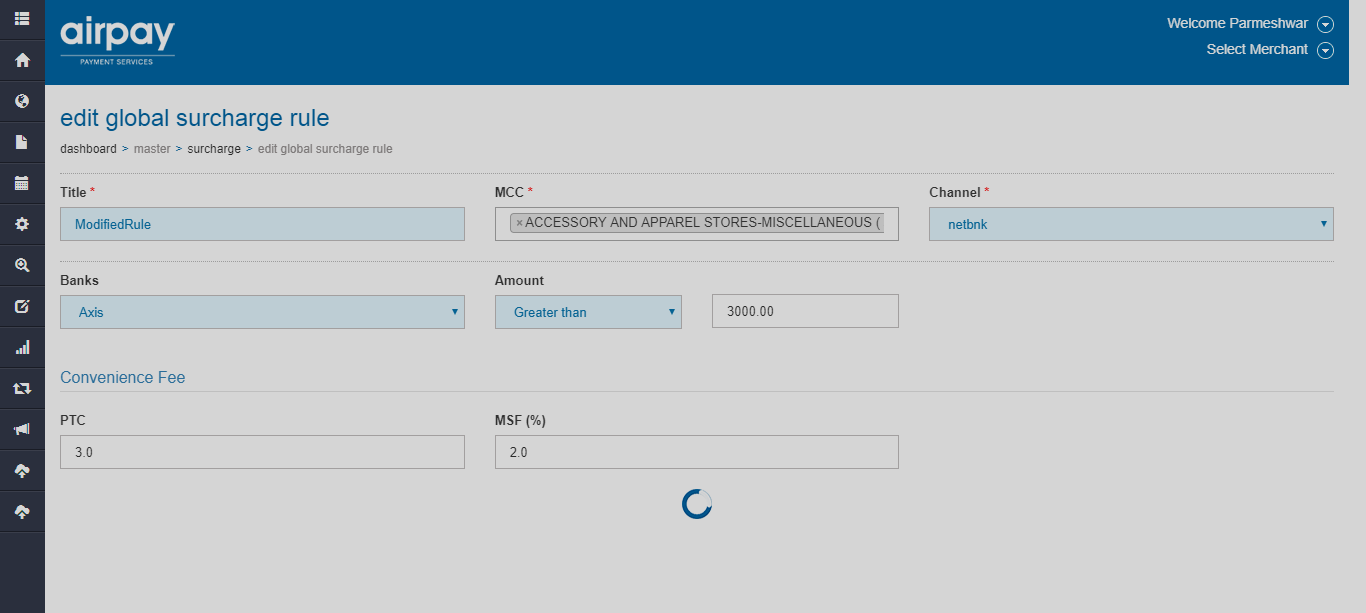 airpay
PAYMENT SERVICES
Welcome Parmeshwar
Select Merchant
edit global surcharge rule
dashboard > master > surcharge > edit global surcharge rule
Title * MCC * Channel *
ModifiedRule × ACCESSORY AND APPAREL STORES-MISCELLANEOUS ( netbnk
Banks Amount
Axis Greater than 3000.00
Convenience Fee
PTC MSF (%)
3.0 2.0